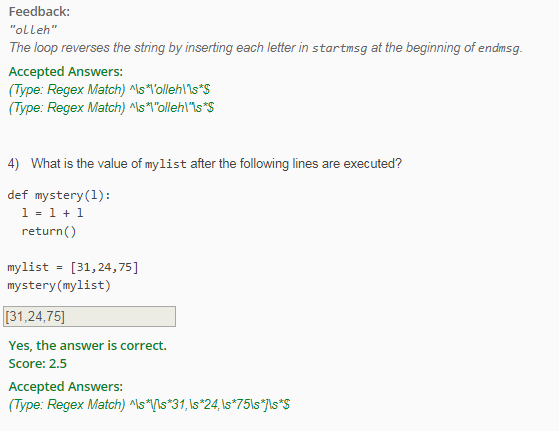 Feedback:
"olleh"
The loop reverses the string by inserting each letter in startmsg at the beginning of endmsg.
Accepted Answers:
(Type: Regex Match) ^\s*\'olleh\'\s*$
(Type: Regex Match) ^\s*\"olleh\"\s*$
4) What is the value of mylist after the following lines are executed?
def mystery(l):
  l = l + l
  return()
mylist = [31,24,75]
mystery(mylist)
[31,24,75]
Yes, the answer is correct.
Score: 2.5
Accepted Answers:
(Type: Regex Match) ^\s*\[\s*31,\s*24,\s*75\s*]\s*$